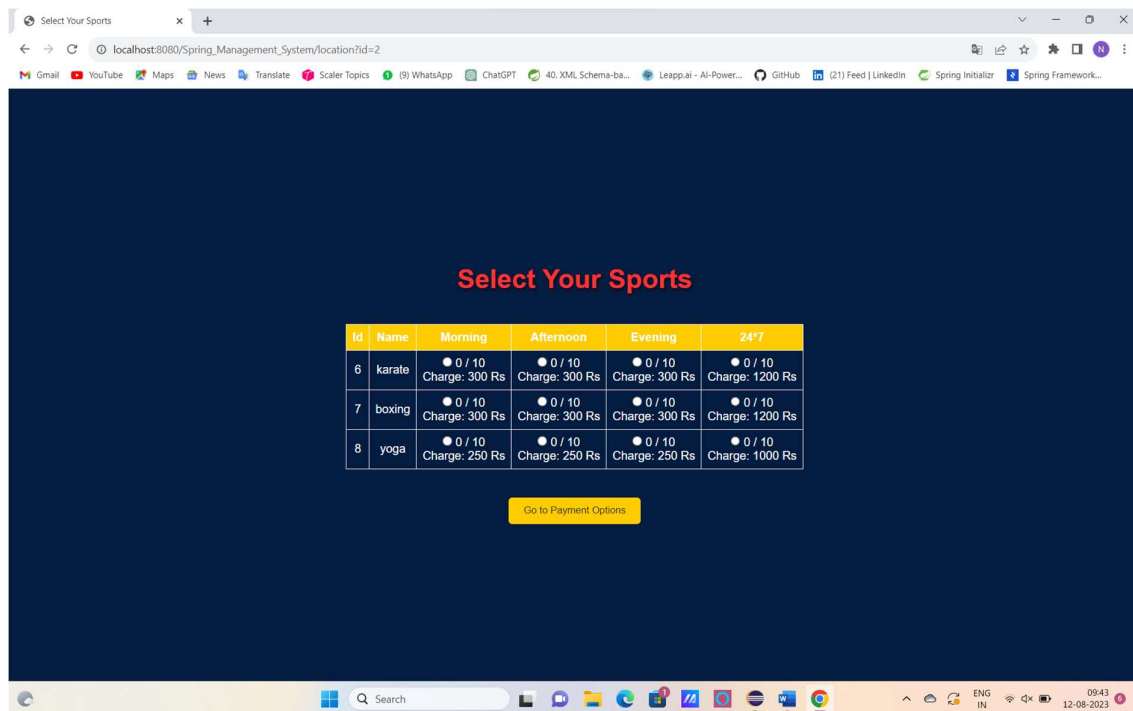 Select Your Sports
localhost:8080/Spring_Management_System/location?id=2
N
Gmail YouTube Maps News Translate Scaler Topics (9) WhatsApp ChatGPT 40. XML Schema-ba... Leapp.ai - AI-Power... GitHub (21) Feed | LinkedIn Spring Initializr Spring Framework...
Select Your Sports
Id Name Morning Afternoon Evening 24*7
6 karate 0 / 10 0 / 10 0 / 10 0 / 10
Charge: 300 Rs Charge: 300 Rs Charge: 300 Rs Charge: 1200 Rs
7 boxing 0 / 10 0 / 10 0 / 10 0 / 10
Charge: 300 Rs Charge: 300 Rs Charge: 300 Rs Charge: 1200 Rs
8 yoga 0 / 10 0 / 10 0 / 10 0 / 10
Charge: 250 Rs Charge: 250 Rs Charge: 250 Rs Charge: 1000 Rs
Go to Payment Options
Search
ENG
IN
09:43
12-08-2023
6